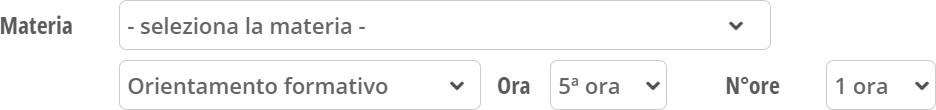 Materia - seleziona la materia -
Orientamento formativo Ora 5ª ora N°ore 1 ora